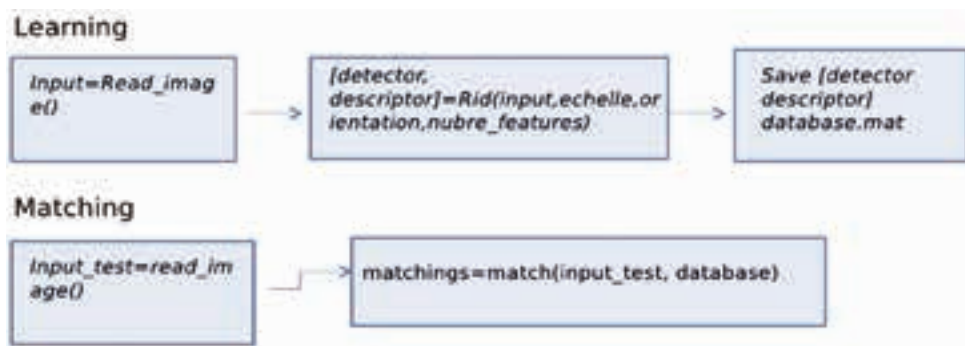 Learning
Input=Read_imag
e()
[detector,
descriptor]=Rid(input,echelle,or
ientation,nubre_features)
Save [detector
descriptor]
database.mat
Matching
Input_test=read_im
age()
matchings=match(input_test, database)